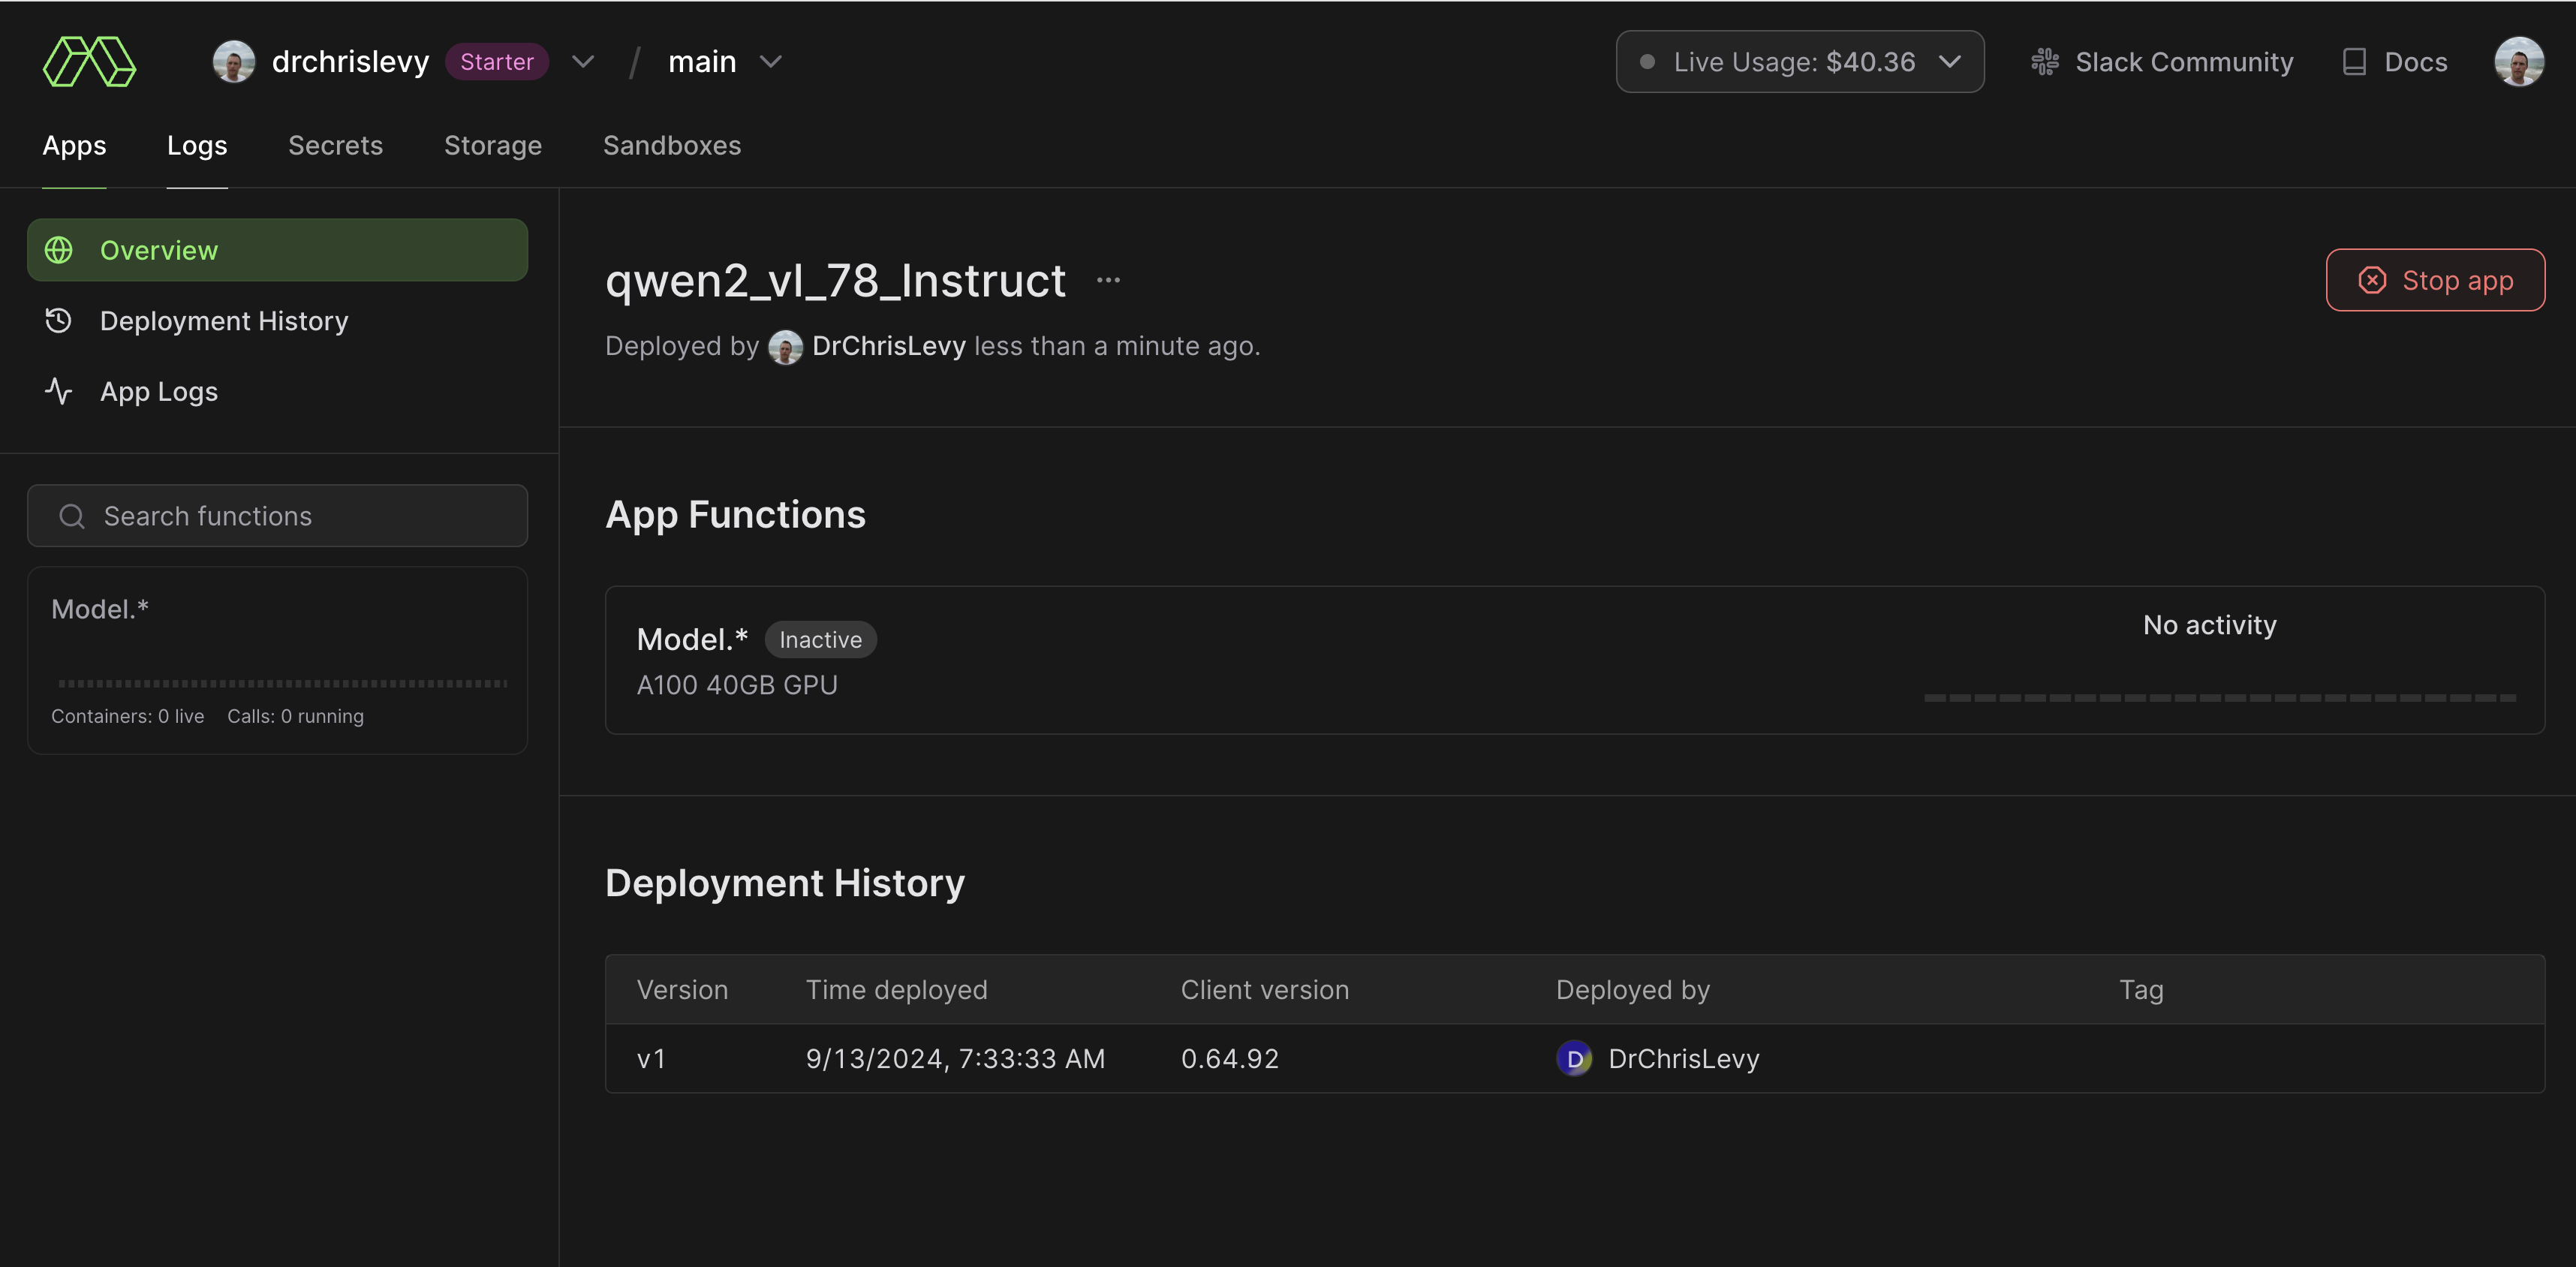 drchrislevy Starter / main Live Usage: $40.36 Slack Community Docs
Apps Logs Secrets Storage Sandboxes
Overview
Deployment History
App Logs
Search functions
Model.*
Containers: 0 live Calls: 0 running
qwen2_vl_78_Instruct ...
Stop app
Deployed by DrChrisLevy less than a minute ago.
App Functions
Model.* Inactive
A100 40GB GPU
No activity
Deployment History
Version Time deployed Client version Deployed by Tag
v1 9/13/2024, 7:33:33 AM 0.64.92 D DrChrisLevy